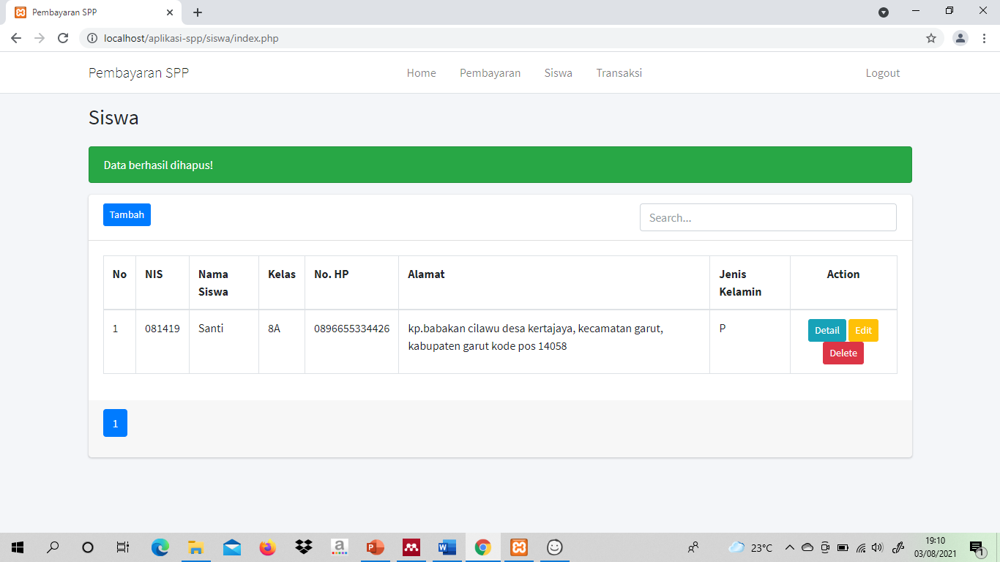 Pembayaran SPP
localhost/aplikasi-spp/siswa/index.php
Pembayaran SPP Home Pembayaran Siswa Transaksi Logout
Siswa
Data berhasil dihapus!
Tambah Search...
No NIS Nama Siswa Kelas No. HP Alamat Jenis Kelamin Action
1 081419 Santi 8A 0896655334426 kp.babakan cilawu desa kertajaya, kecamatan garut, P Detail Edit
kabupaten garut kode pos 14058 Delete
1
23°C 19:10
03/08/2021 1